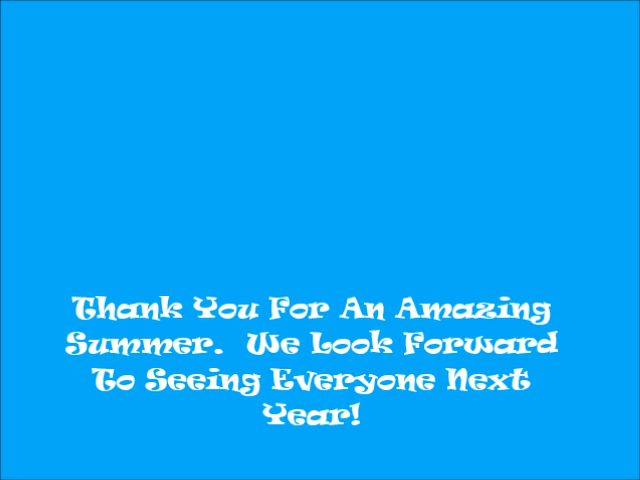 Thank You For An Amazing
Summer.  We Look Forward
To Seeing Everyone Next
Year!